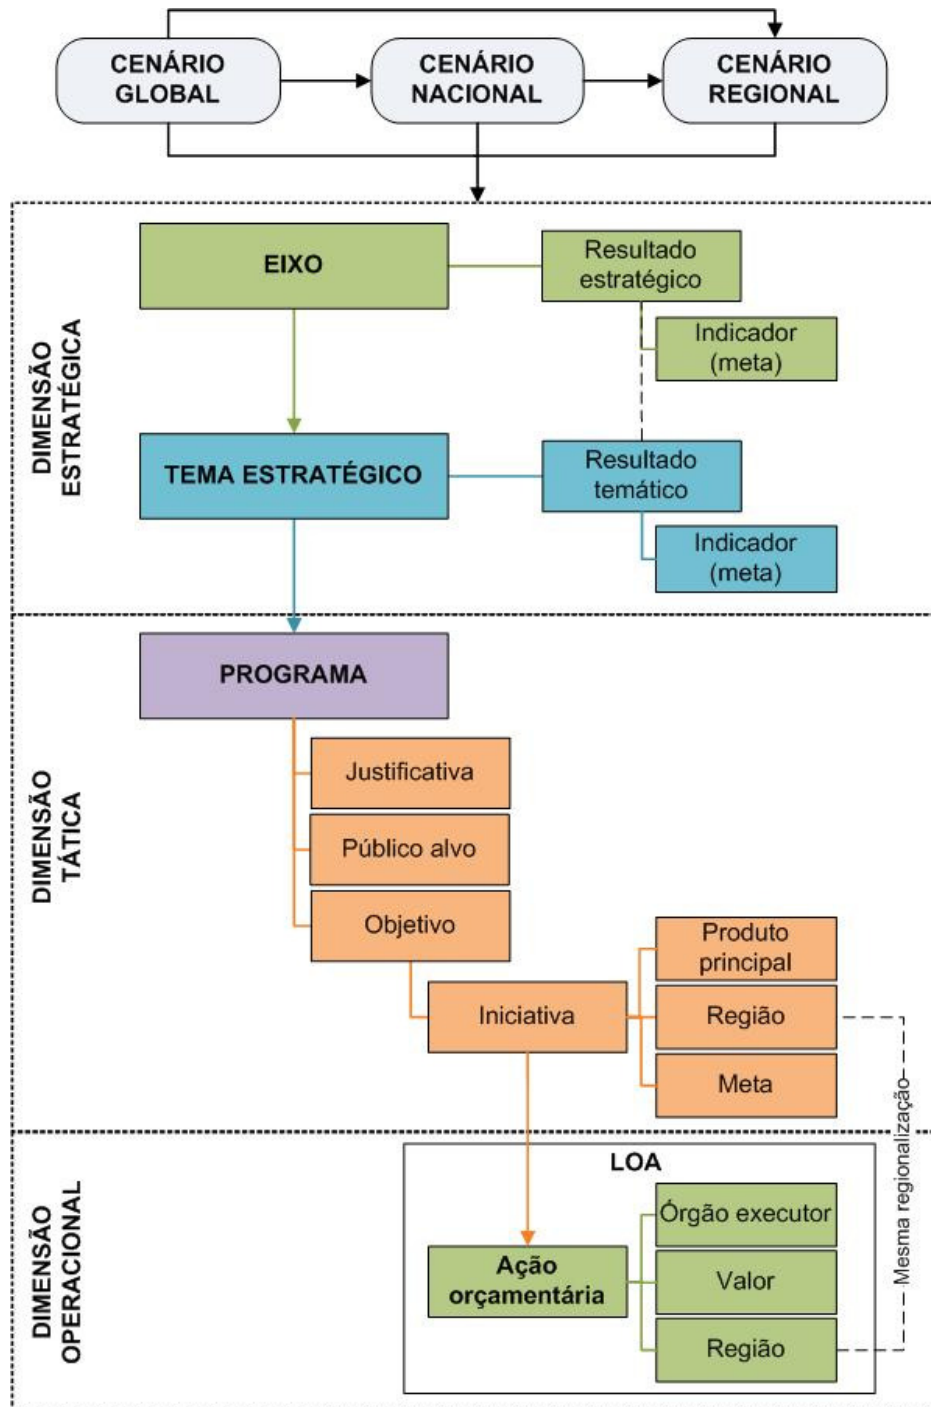 CENÁRIO
GLOBAL
CENÁRIO
NACIONAL
CENÁRIO
REGIONAL
DIMENSÃO
ESTRATÉGICA
EIXO
Resultado
estratégico
Indicador
(meta)
TEMA ESTRATÉGICO
Resultado
temático
Indicador
(meta)
DIMENSÃO
TÁTICA
PROGRAMA
Justificativa
Público alvo
Objetivo
Iniciativa
Produto
principal
Região
Meta
Mesma regionalização
DIMENSÃO
OPERACIONAL
LOA
Ação
orçamentária
Órgão executor
Valor
Região